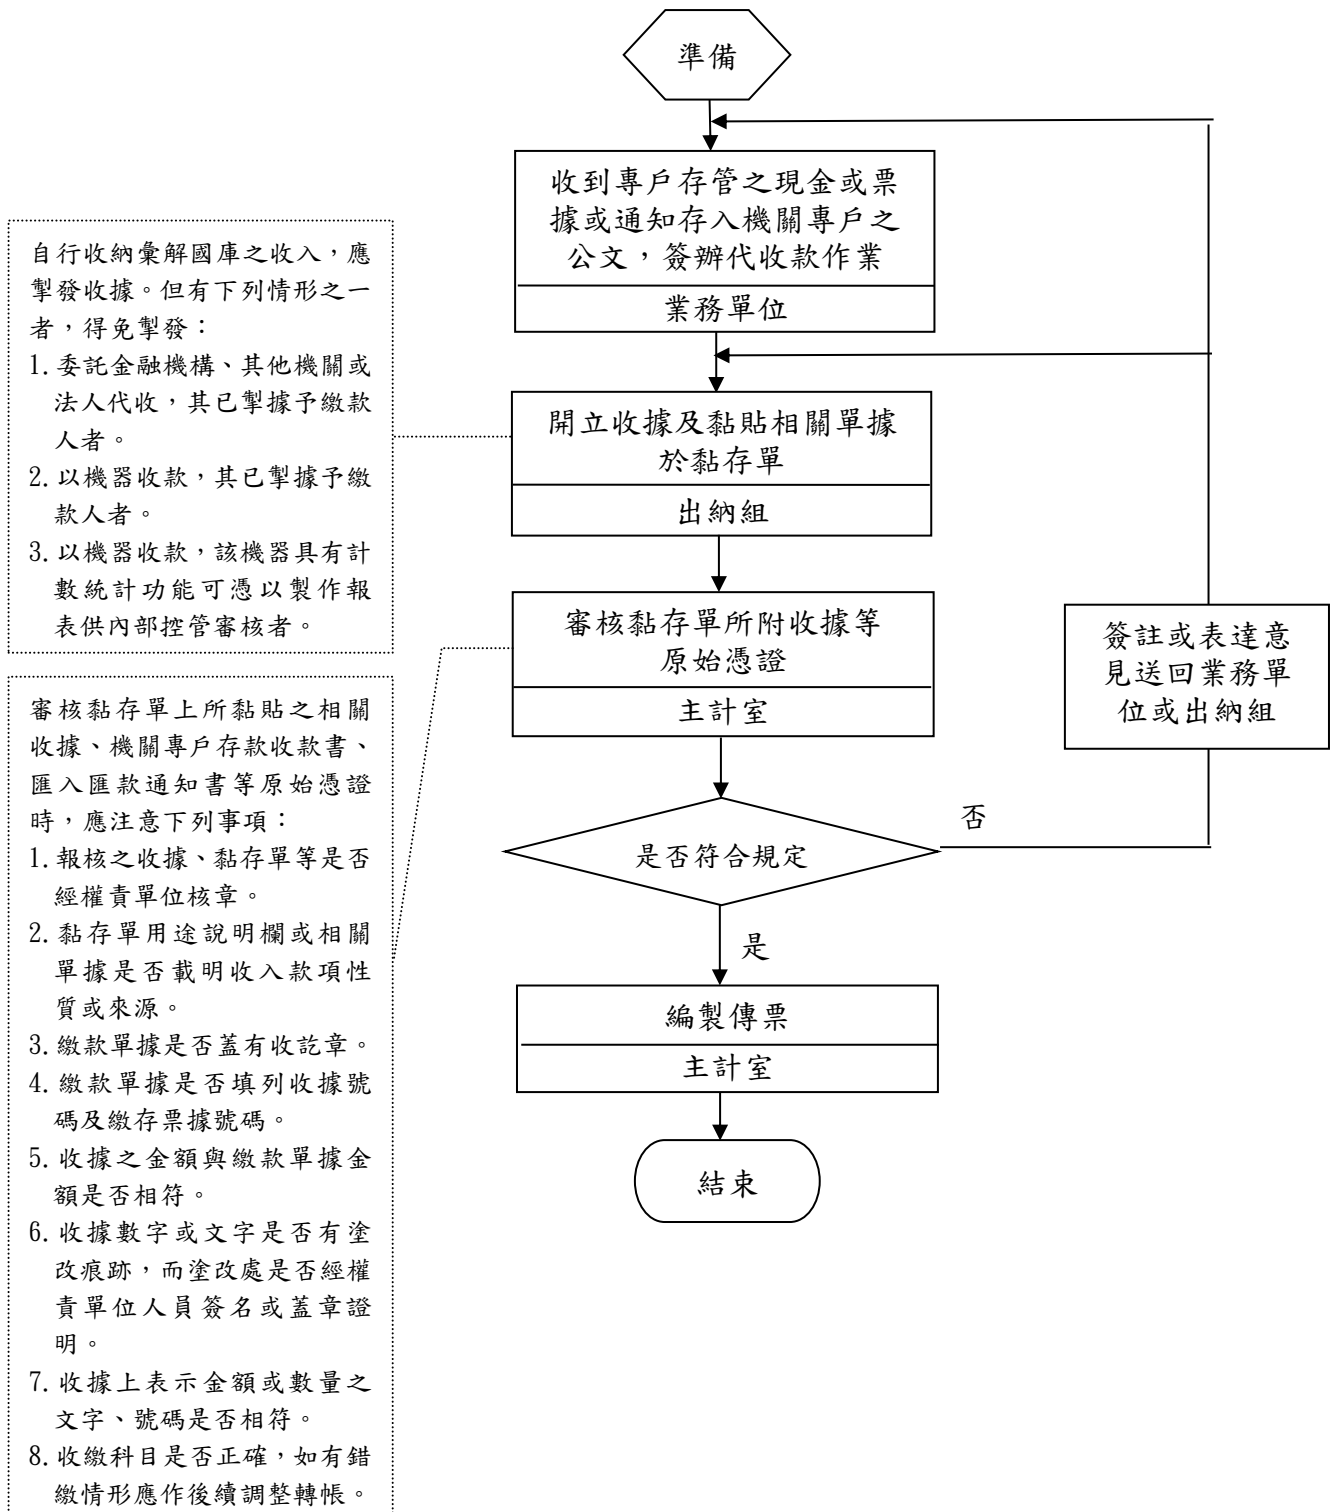 準備
收到專戶存管之現金或票
據或通知存入機關專戶之
公文，簽辦代收款作業
業務單位
自行收納彙解國庫之收入，應
掣發收據。但有下列情形之一
者，得免掣發：
1.委託金融機構、其他機關或
法人代收，其已掣據予繳款
人者。
2.以機器收款，其已掣據予繳
款人者。
3.以機器收款，該機器具有計
數統計功能可憑以製作報
表供內部控管審核者。
開立收據及黏貼相關單據
於黏存單
出納組
審核黏存單所附收據等
原始憑證
主計室
簽註或表達意
見送回業務單
位或出納組
審核黏存單上所黏貼之相關
收據、機關專戶存款收款書、
匯入匯款通知書等原始憑證
時，應注意下列事項：
1.報核之收據、黏存單等是否
經權責單位核章。
2.黏存單用途說明欄或相關
單據是否載明收入款項性
質或來源。
3.繳款單據是否蓋有收訖章。
4.繳款單據是否填列收據號
碼及繳存票據號碼。
5.收據之金額與繳款單據金
額是否相符。
6.收據數字或文字是否有塗
改痕跡，而塗改處是否經權
責單位人員簽名或蓋章證
明。
7.收據上表示金額或數量之
文字、號碼是否相符。
8.收繳科目是否正確，如有錯
繳情形應作後續調整轉帳。
是否符合規定
否
是
編製傳票
主計室
結束